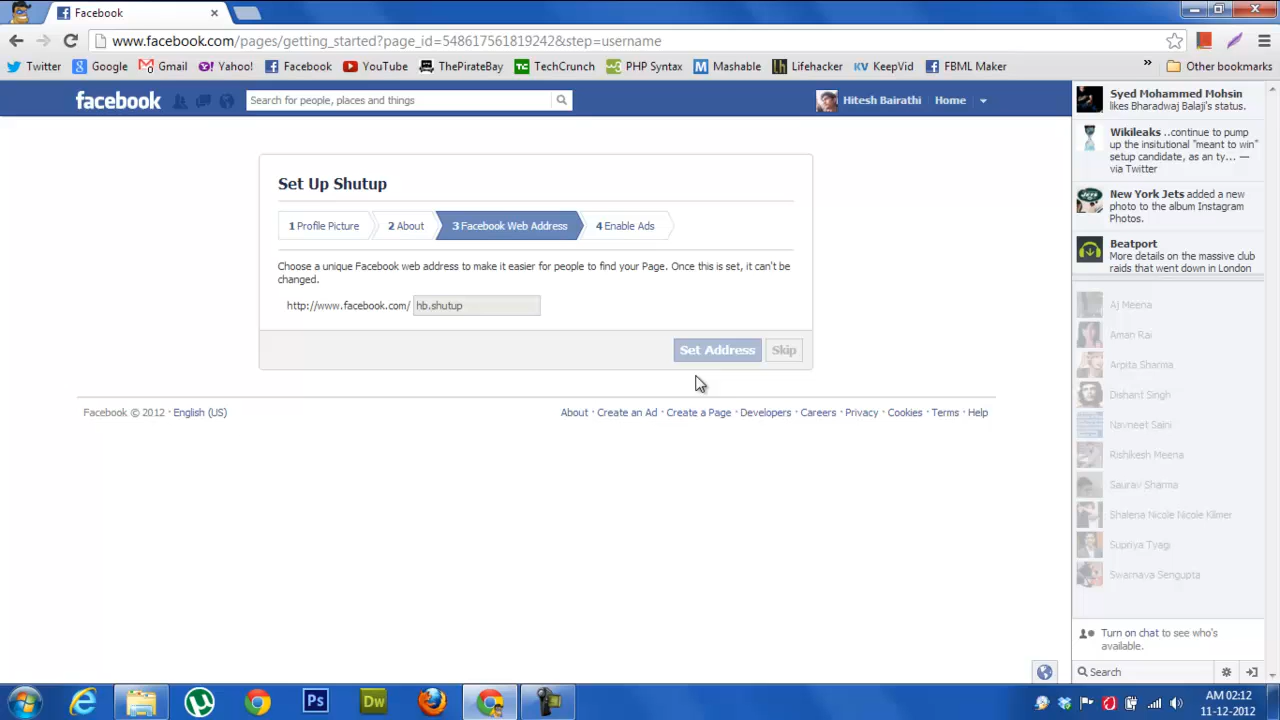 Facebook
www.facebook.com/pages/getting_started?page_id=548617561819242&step=username
Twitter Google Gmail Yahoo! Facebook YouTube ThePirateBay TechCrunch PHP Syntax Mashable Lifehacker KeepVid FBML Maker » Other bookmarks
facebook
Search for people, places and things
Hitesh Bairathi Home
Set Up Shutup
1 Profile Picture 2 About 3 Facebook Web Address 4 Enable Ads
Choose a unique Facebook web address to make it easier for people to find your Page. Once this is set, it can't be
changed.
http://www.facebook.com/ hb.shutup
Set Address Skip
Facebook © 2012 · English (US)
About · Create an Ad · Create a Page · Developers · Careers · Privacy · Cookies · Terms · Help
Syed Mohammed Mohsin
likes Bharadwaj Balaji's status.
Wikileaks ..continue to pump
up the insitutional "meant to win"
setup candidate, as an ty... —
via Twitter
New York Jets added a new
photo to the album Instagram
Photos.
Beatport
More details on the massive club
raids that went down in London
Aj Meena
Aman Rai
Arpita Sharma
Dishant Singh
Navneet Saini
Rishikesh Meena
Saurav Sharma
Shalena Nicole Nicole Klimer
Supriya Tyagi
Swarnava Sengupta
Turn on chat to see who's
available.
Search
Ps
Dw
AM 02:12
11-12-2012